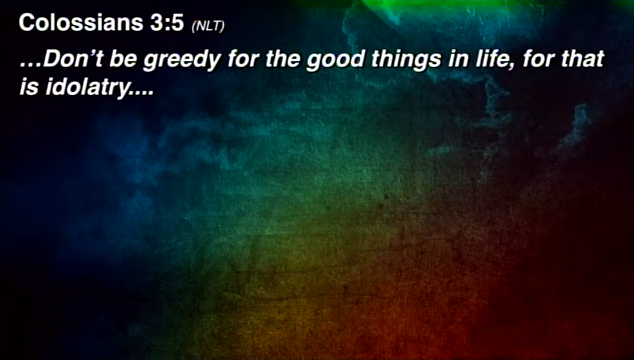 Colossians 3:5 (NLT)
…Don't be greedy for the good things in life, for that
is idolatry....